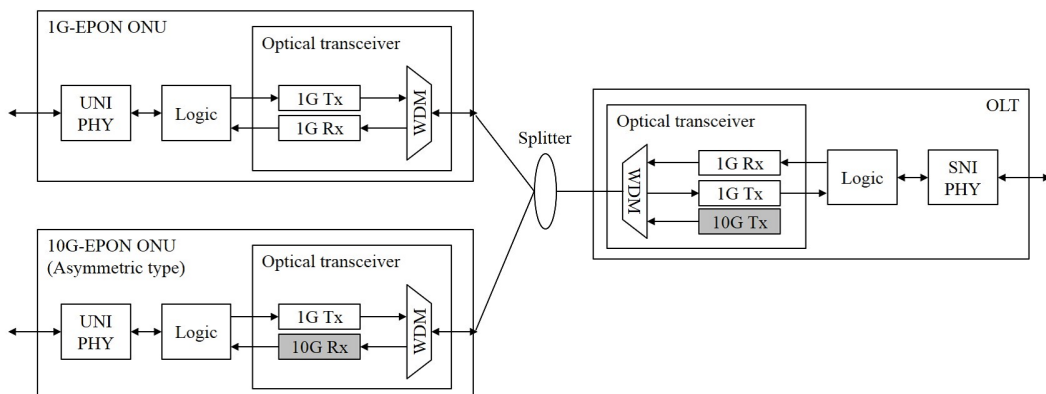 1G-EPON ONU
Optical transceiver
UNI
PHY
Logic
1G Tx
1G Rx
WDM
10G-EPON ONU
(Asymmetric type)
Optical transceiver
UNI
PHY
Logic
1G Tx
10G Rx
WDM
Splitter
OLT
Optical transceiver
WDM
1G Rx
1G Tx
10G Tx
Logic
SNI
PHY